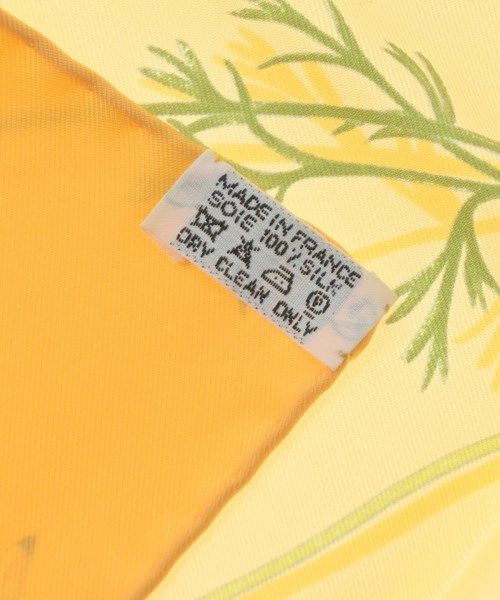 MADE IN FRANCE
SOIE 100% SILK
P
DRY CLEAN ONLY